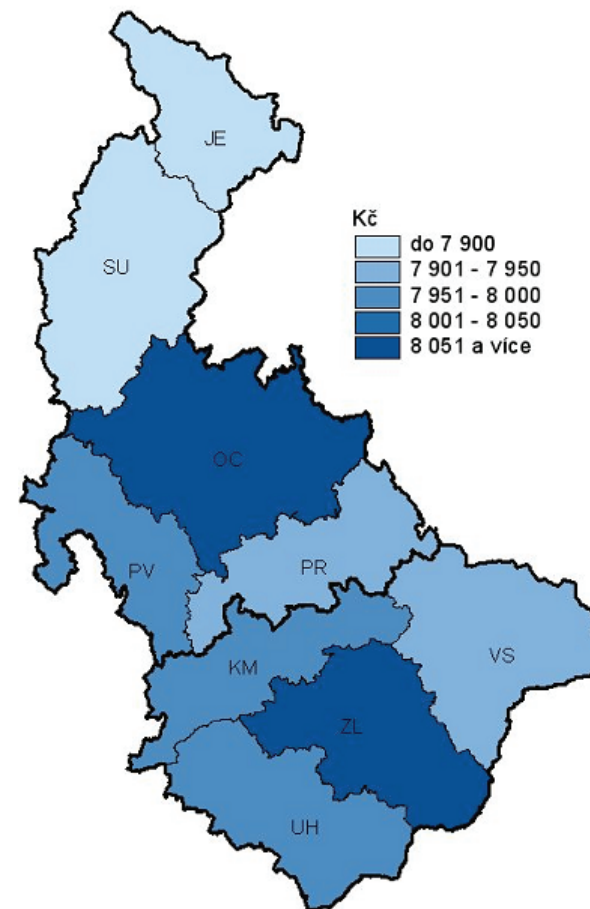 JE
Kč
do 7 900
7 901 - 7 950
7 951 - 8 000
8 001 - 8 050
8 051 a více
SU
OC
PV
PR
KM
VS
ZL
UH